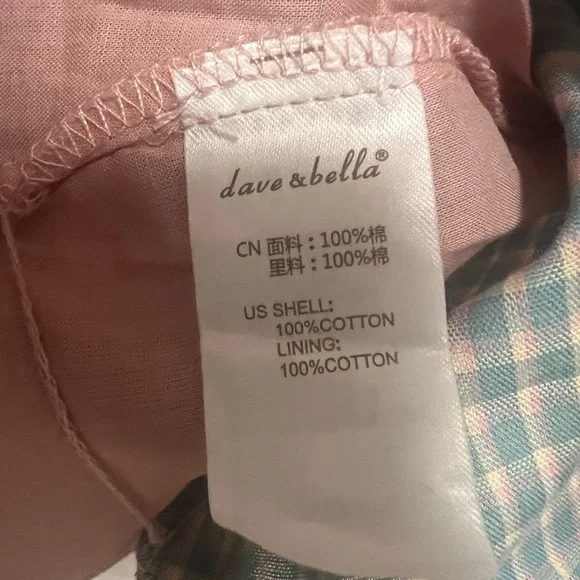 dave & bella®
CN 面料：100%棉
里料：100%棉
US SHELL:
100%COTTON
LINING:
100%COTTON